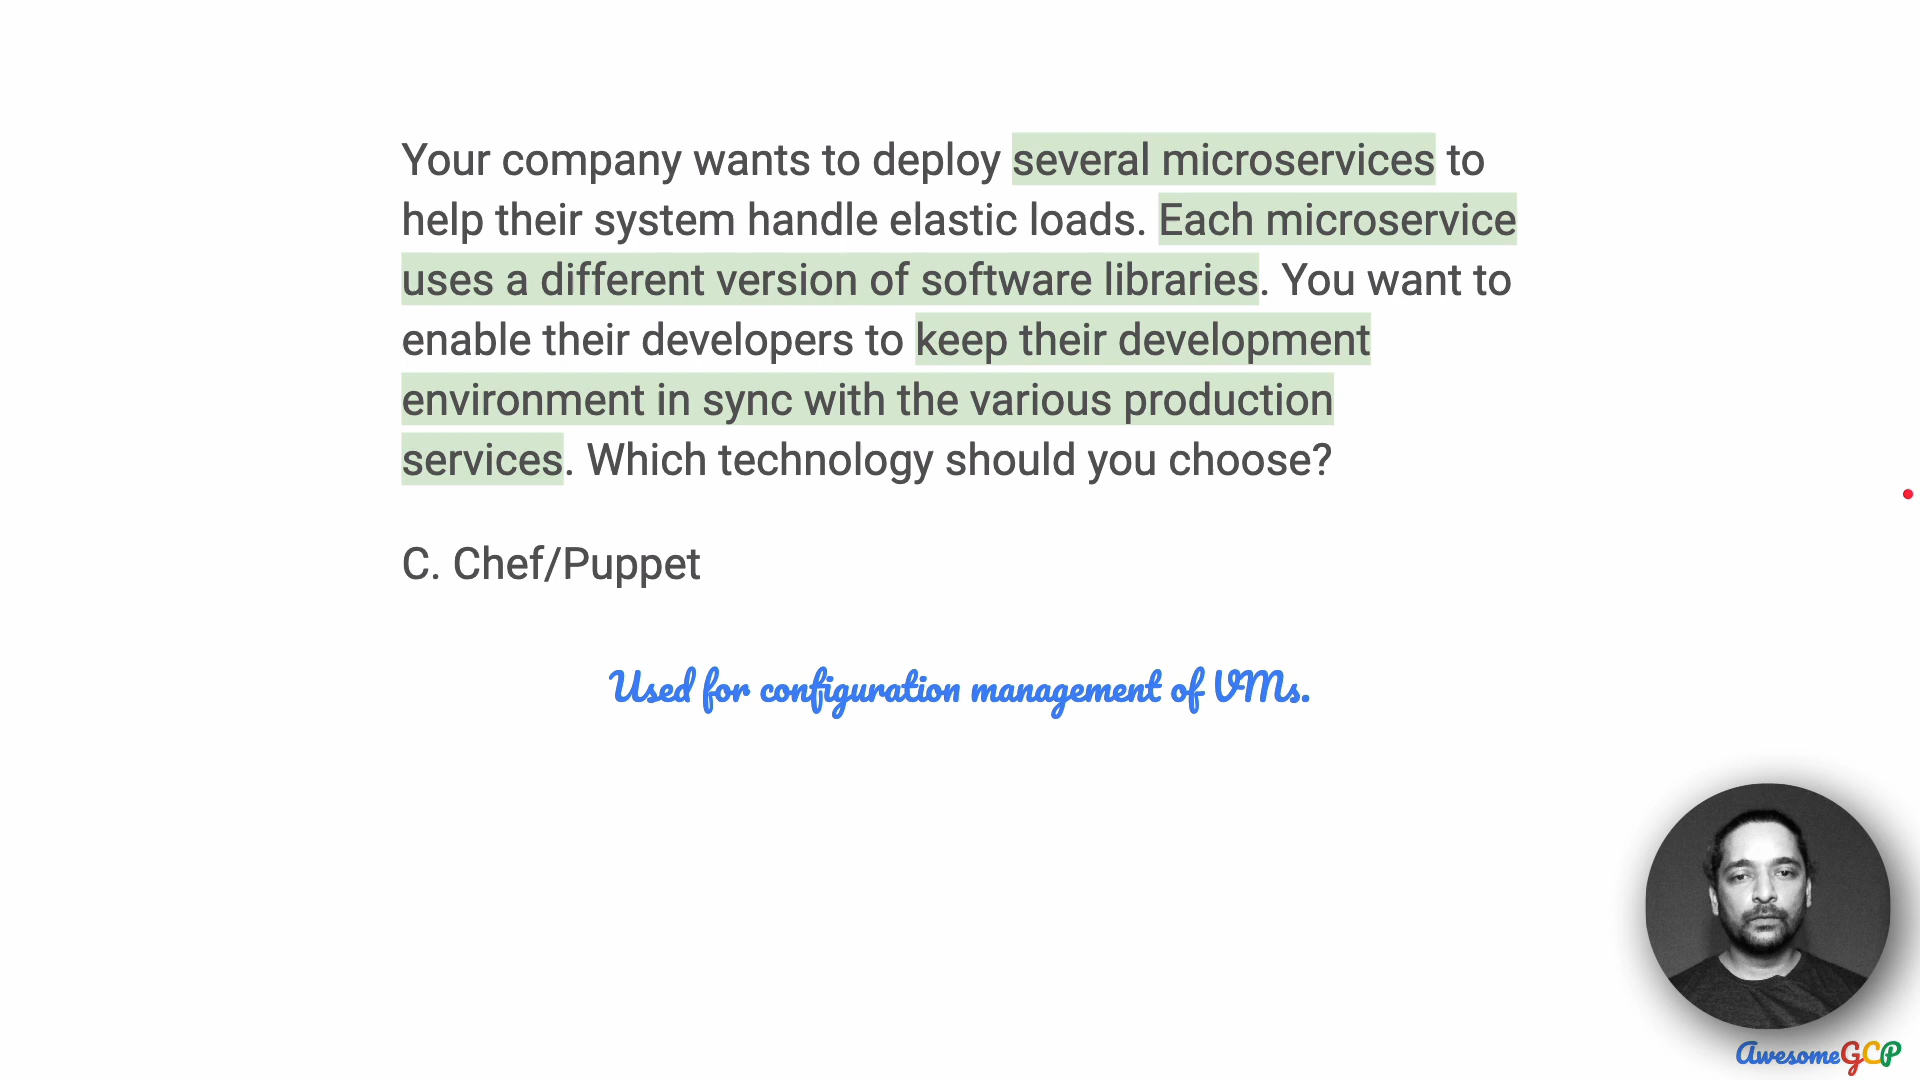 Your company wants to deploy several microservices to
help their system handle elastic loads. Each microservice
uses a different version of software libraries. You want to
enable their developers to keep their development
environment in sync with the various production
services. Which technology should you choose?
C. Chef/Puppet
Used for configuration management of VMs.
AwesomeGCP